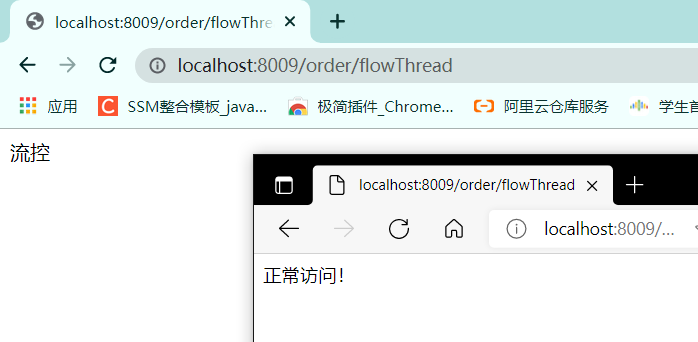 localhost:8009/order/flowThre
localhost:8009/order/flowThread
应用 SSM整合模板_java... 极简插件_Chrome... 阿里云仓库服务 学生首
流控
localhost:8009/order/flowThread
localhost:8009/...
正常访问！